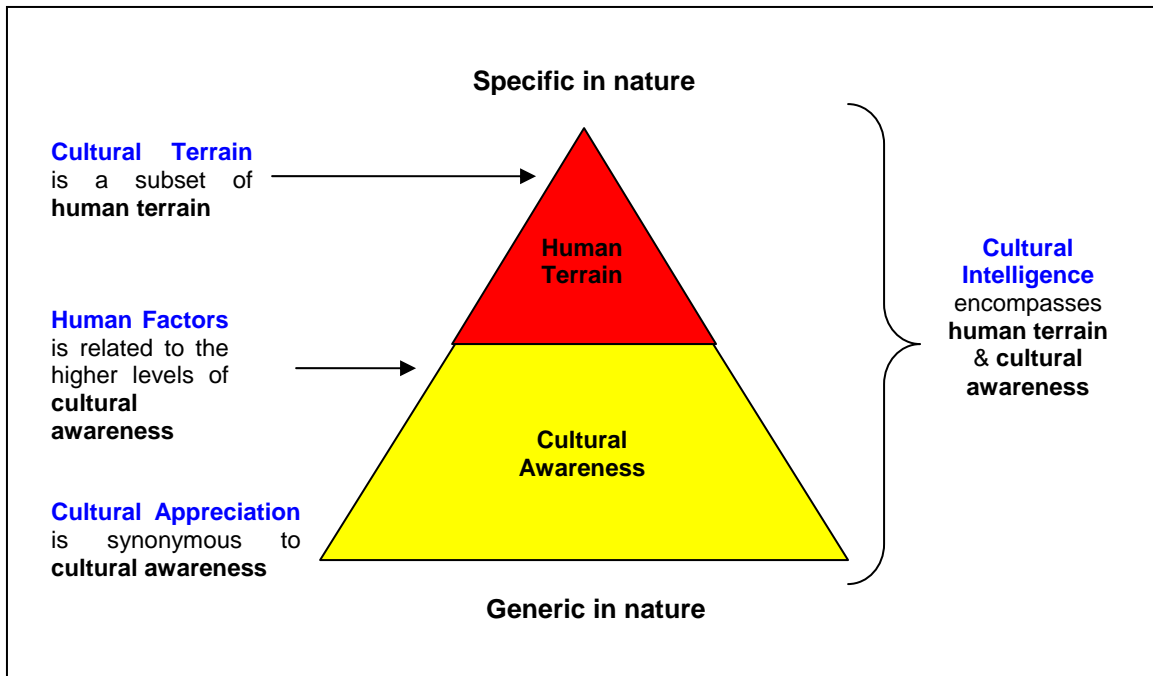 Specific in nature
Cultural Terrain
is a subset of
human terrain
Human
Terrain
Human Factors
is related to the
higher levels of
cultural
awareness
Cultural
Awareness
Cultural Appreciation
is synonymous to
cultural awareness
Generic in nature
Cultural
Intelligence
encompasses
human terrain
& cultural
awareness